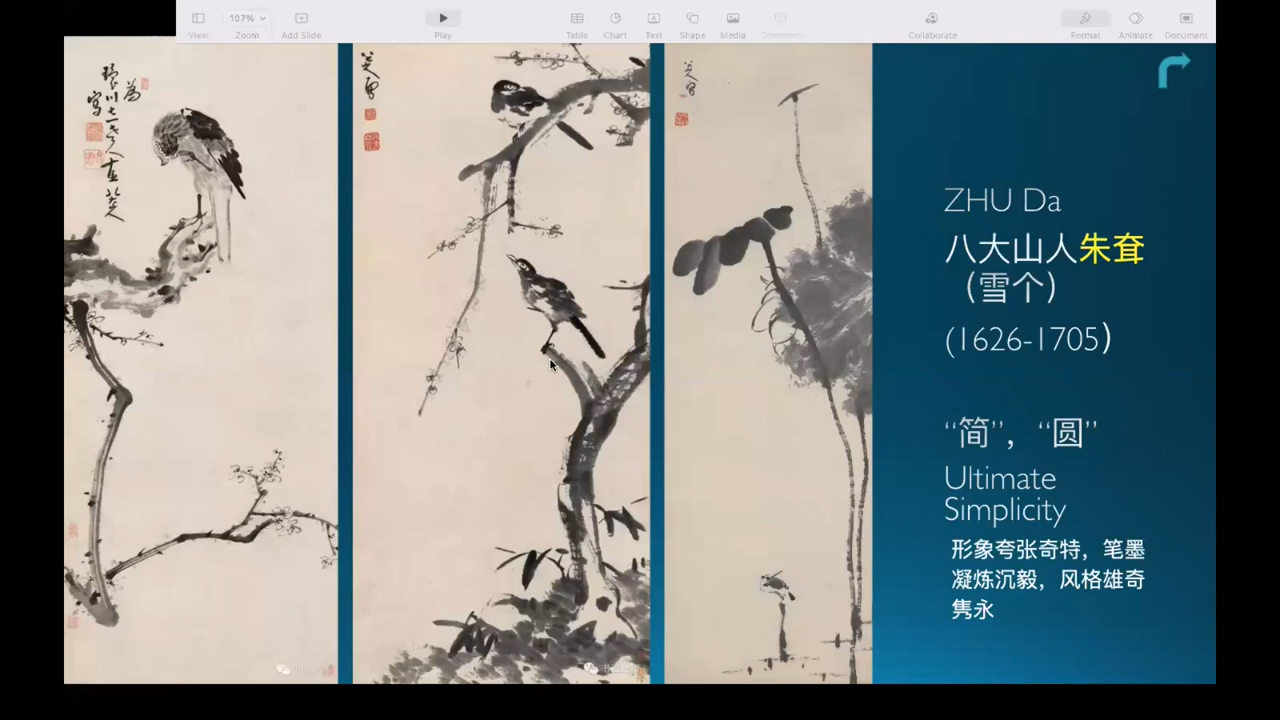 107%
View
Zoom
Add Slide
Play
Table
Chart
Text
Shape
Media
Comment
Collaborate
Format
Animate
Document
ZHU Da
八大山人朱耷
（雪个）
(1626-1705)
“简”，“圆”
Ultimate
Simplicity
形象夸张奇特，笔墨
凝炼沉毅，风格雄奇
隽永